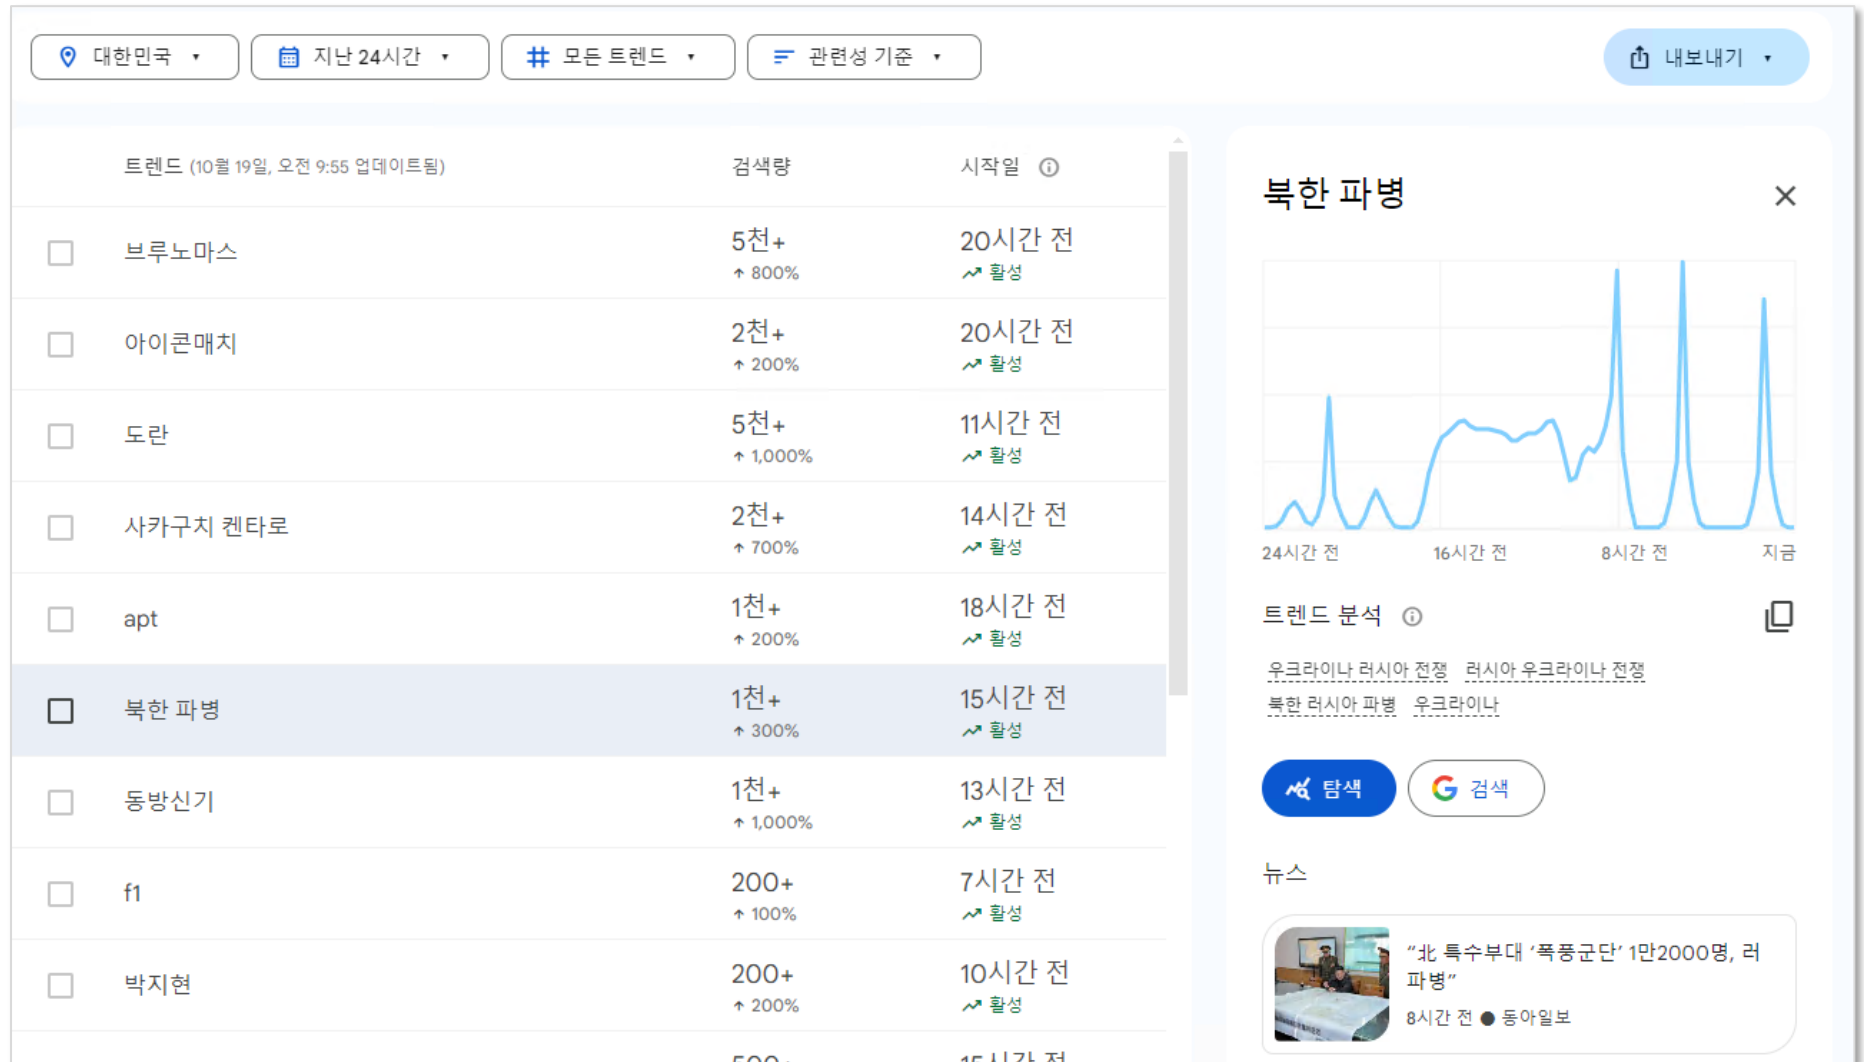 대한민국
지난 24시간
모든 트렌드
관련성 기준
내보내기
트렌드 (10월 19일, 오전 9:55 업데이트됨) 검색량 시작일
브루노마스 5천+ 20시간 전
800% 활성
아이콘매치 2천+ 20시간 전
200% 활성
도란 5천+ 11시간 전
1,000% 활성
사카구치 켄타로 2천+ 14시간 전
700% 활성
apt 1천+ 18시간 전
200% 활성
북한 파병 1천+ 15시간 전
300% 활성
동방신기 1천+ 13시간 전
1,000% 활성
f1 200+ 7시간 전
100% 활성
박지현 200+ 10시간 전
200% 활성
500+ 15시간 전
북한 파병
24시간 전 16시간 전 8시간 전 지금
트렌드 분석
우크라이나 러시아 전쟁 러시아 우크라이나 전쟁
북한 러시아 파병 우크라이나
탐색 검색
뉴스
“北 특수부대 ‘폭풍군단’ 1만2000명, 러
파병”
8시간 전 ● 동아일보